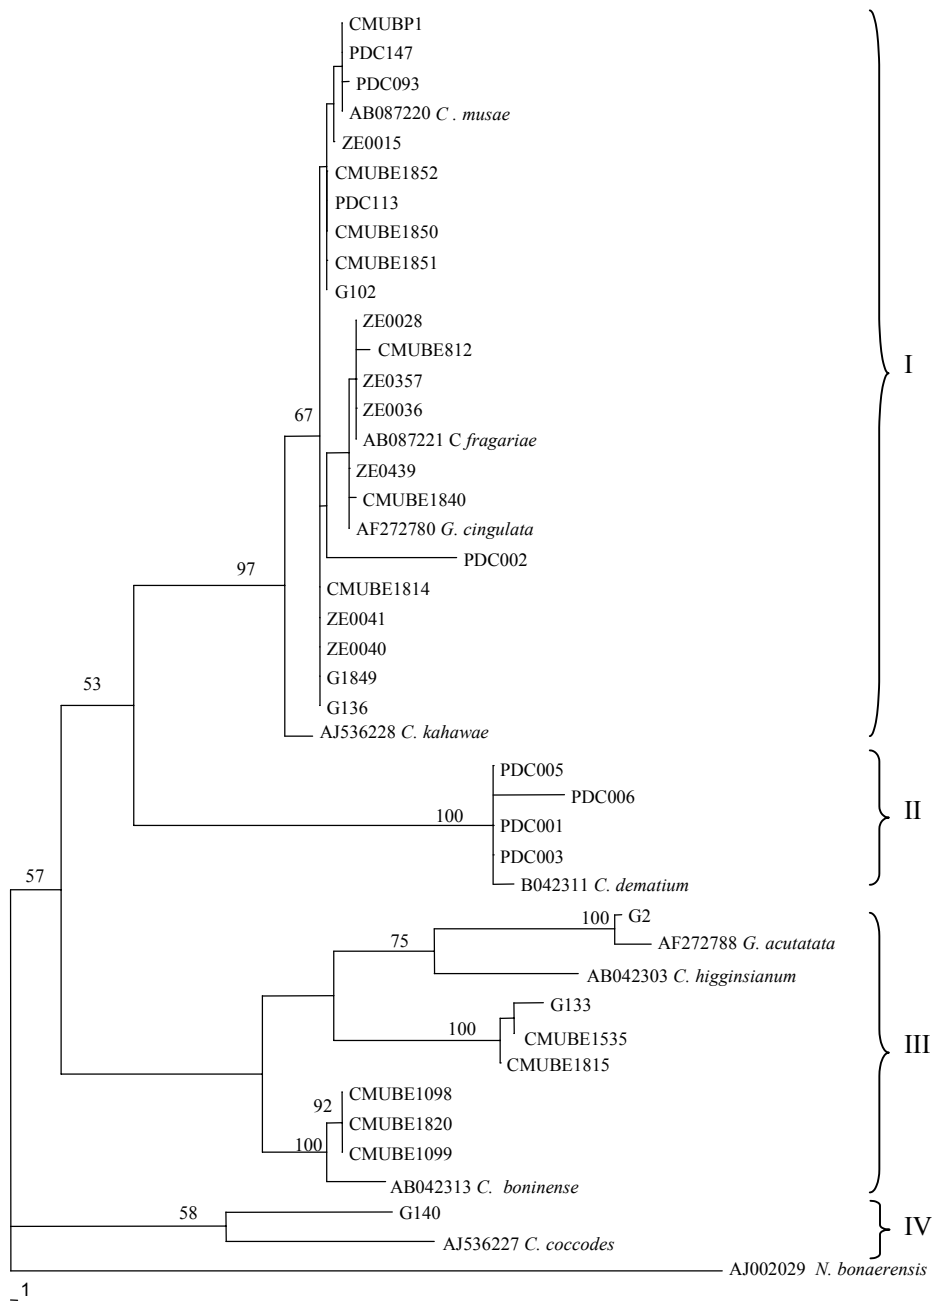 CMUBP1
PDC147
PDC093
AB087220 C . musae
ZE0015
CMUBE1852
PDC113
CMUBE1850
CMUBE1851
G102
ZE0028
CMUBE812
I
ZE0357
ZE0036
67
AB087221 C fragariae
ZE0439
CMUBE1840
AF272780 G. cingulata
PDC002
97
CMUBE1814
ZE0041
ZE0040
G1849
53
G136
AJ536228 C. kahawae
PDC005
PDC006
II
100
PDC001
PDC003
57
B042311 C. dematium
100
G2
75
AF272788 G. acutatata
AB042303 C. higginsianum
G133
100
CMUBE1535
III
CMUBE1815
CMUBE1098
92
CMUBE1820
100
CMUBE1099
AB042313 C. boninense
58
G140
IV
AJ536227 C. coccodes
AJ002029 N. bonaerensis
1